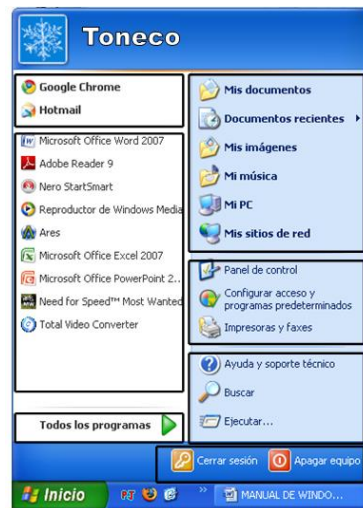 Toneco
Google Chrome
Hotmail
Microsoft Office Word 2007
Adobe Reader 9
Nero StartSmart
Reproductor de Windows Media
Ares
Microsoft Office Excel 2007
Microsoft Office PowerPoint 2...
Need for Speed™ Most Wanted
Total Video Converter
Todos los programas
Mis documentos
Documentos recientes
Mis imágenes
Mi música
Mi PC
Mis sitios de red
Panel de control
Configurar acceso y
programas predeterminados
Impresoras y faxes
Ayuda y soporte técnico
Buscar
Ejecutar...
Cerrar sesión
Apagar equipo
Inicio
MANUAL DE WINDO...